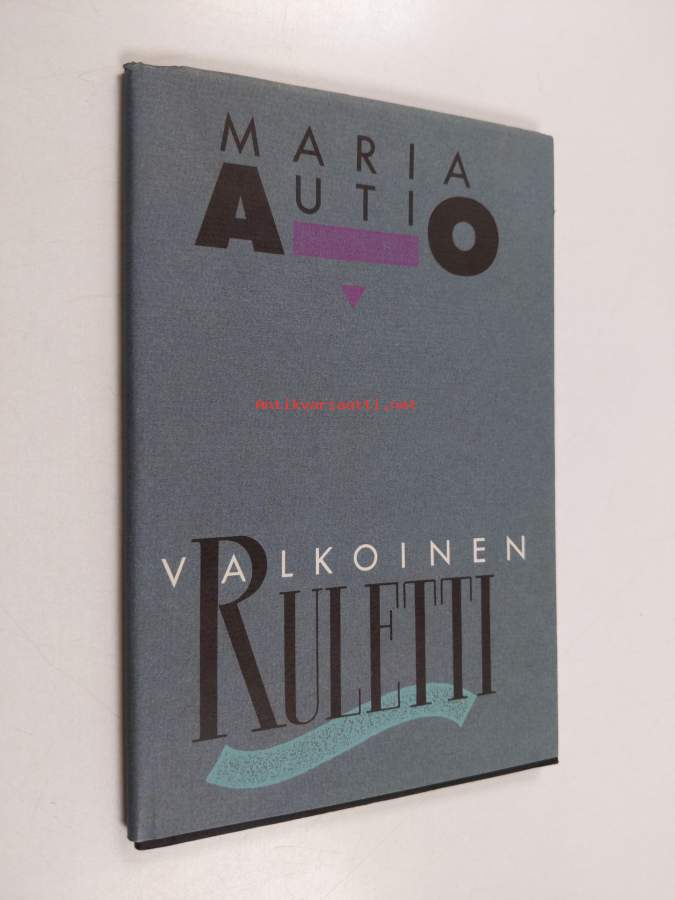 MARIA
AUTIO
Antikvariaatti.net
VALKOINEN
RULETTI